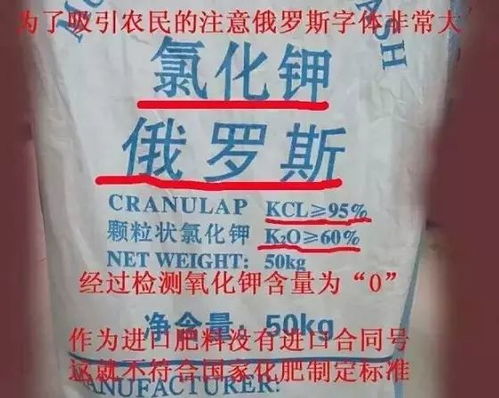 为了吸引农民的注意俄罗斯字体非常大
ASH
氯化钾
俄罗斯
CRANULAP KCL≥95%
颗粒状氯化钾 K₂O≥60%
NET WEIGHT: 50kg
经过检测氧化钾含量为“0”
净含量: 50kg
作为进口肥料没有进口合同号
这就不符合国家化肥制定标准
MANUFACTURER: